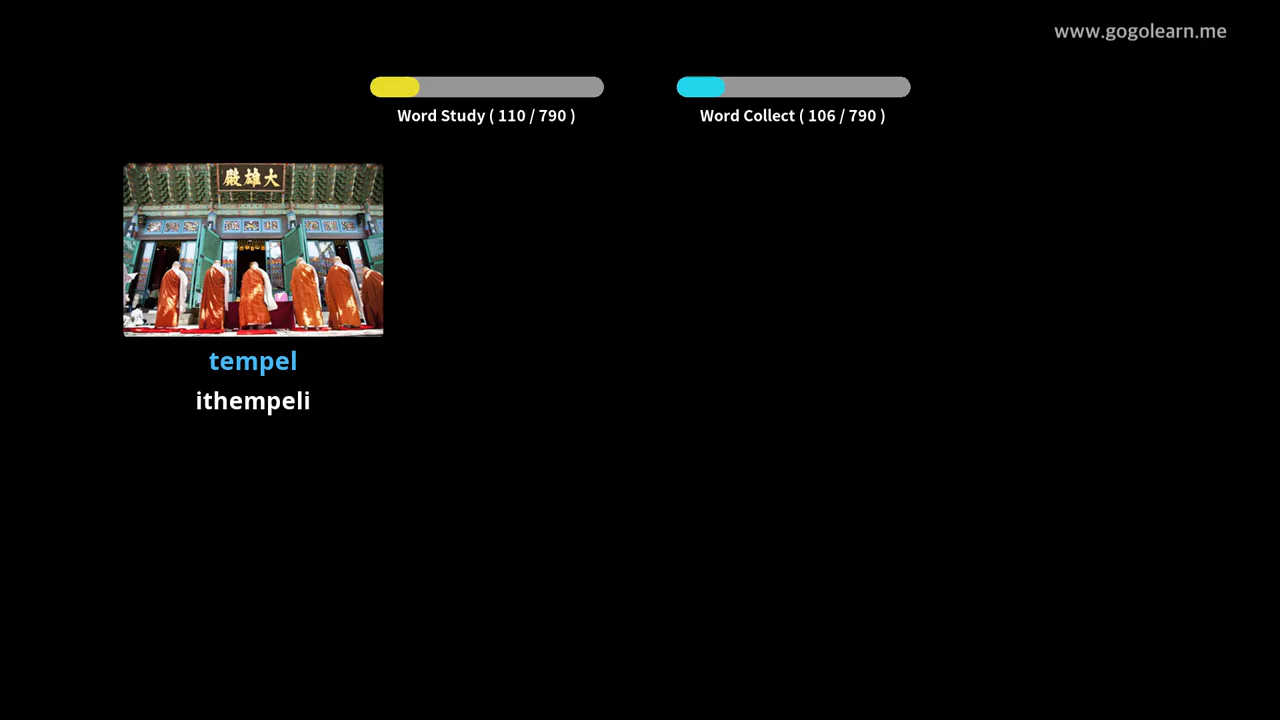 www.gogolearn.me
Word Study ( 110 / 790 )
Word Collect ( 106 / 790 )
殿雄大
tempel
ithempeli